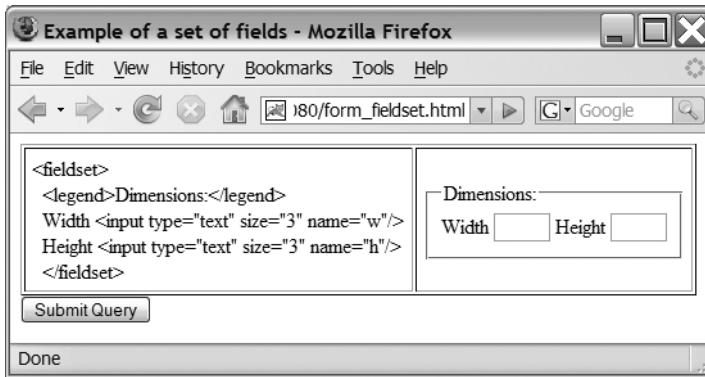 Example of a set of fields - Mozilla Firefox
File Edit View History Bookmarks Tools Help
)80/form_fieldset.html G Google
<fieldset>
<legend>Dimensions:</legend>
Width <input type="text" size="3" name="w"/>
Height <input type="text" size="3" name="h"/>
</fieldset>
Dimensions:
Width Height
Submit Query
Done